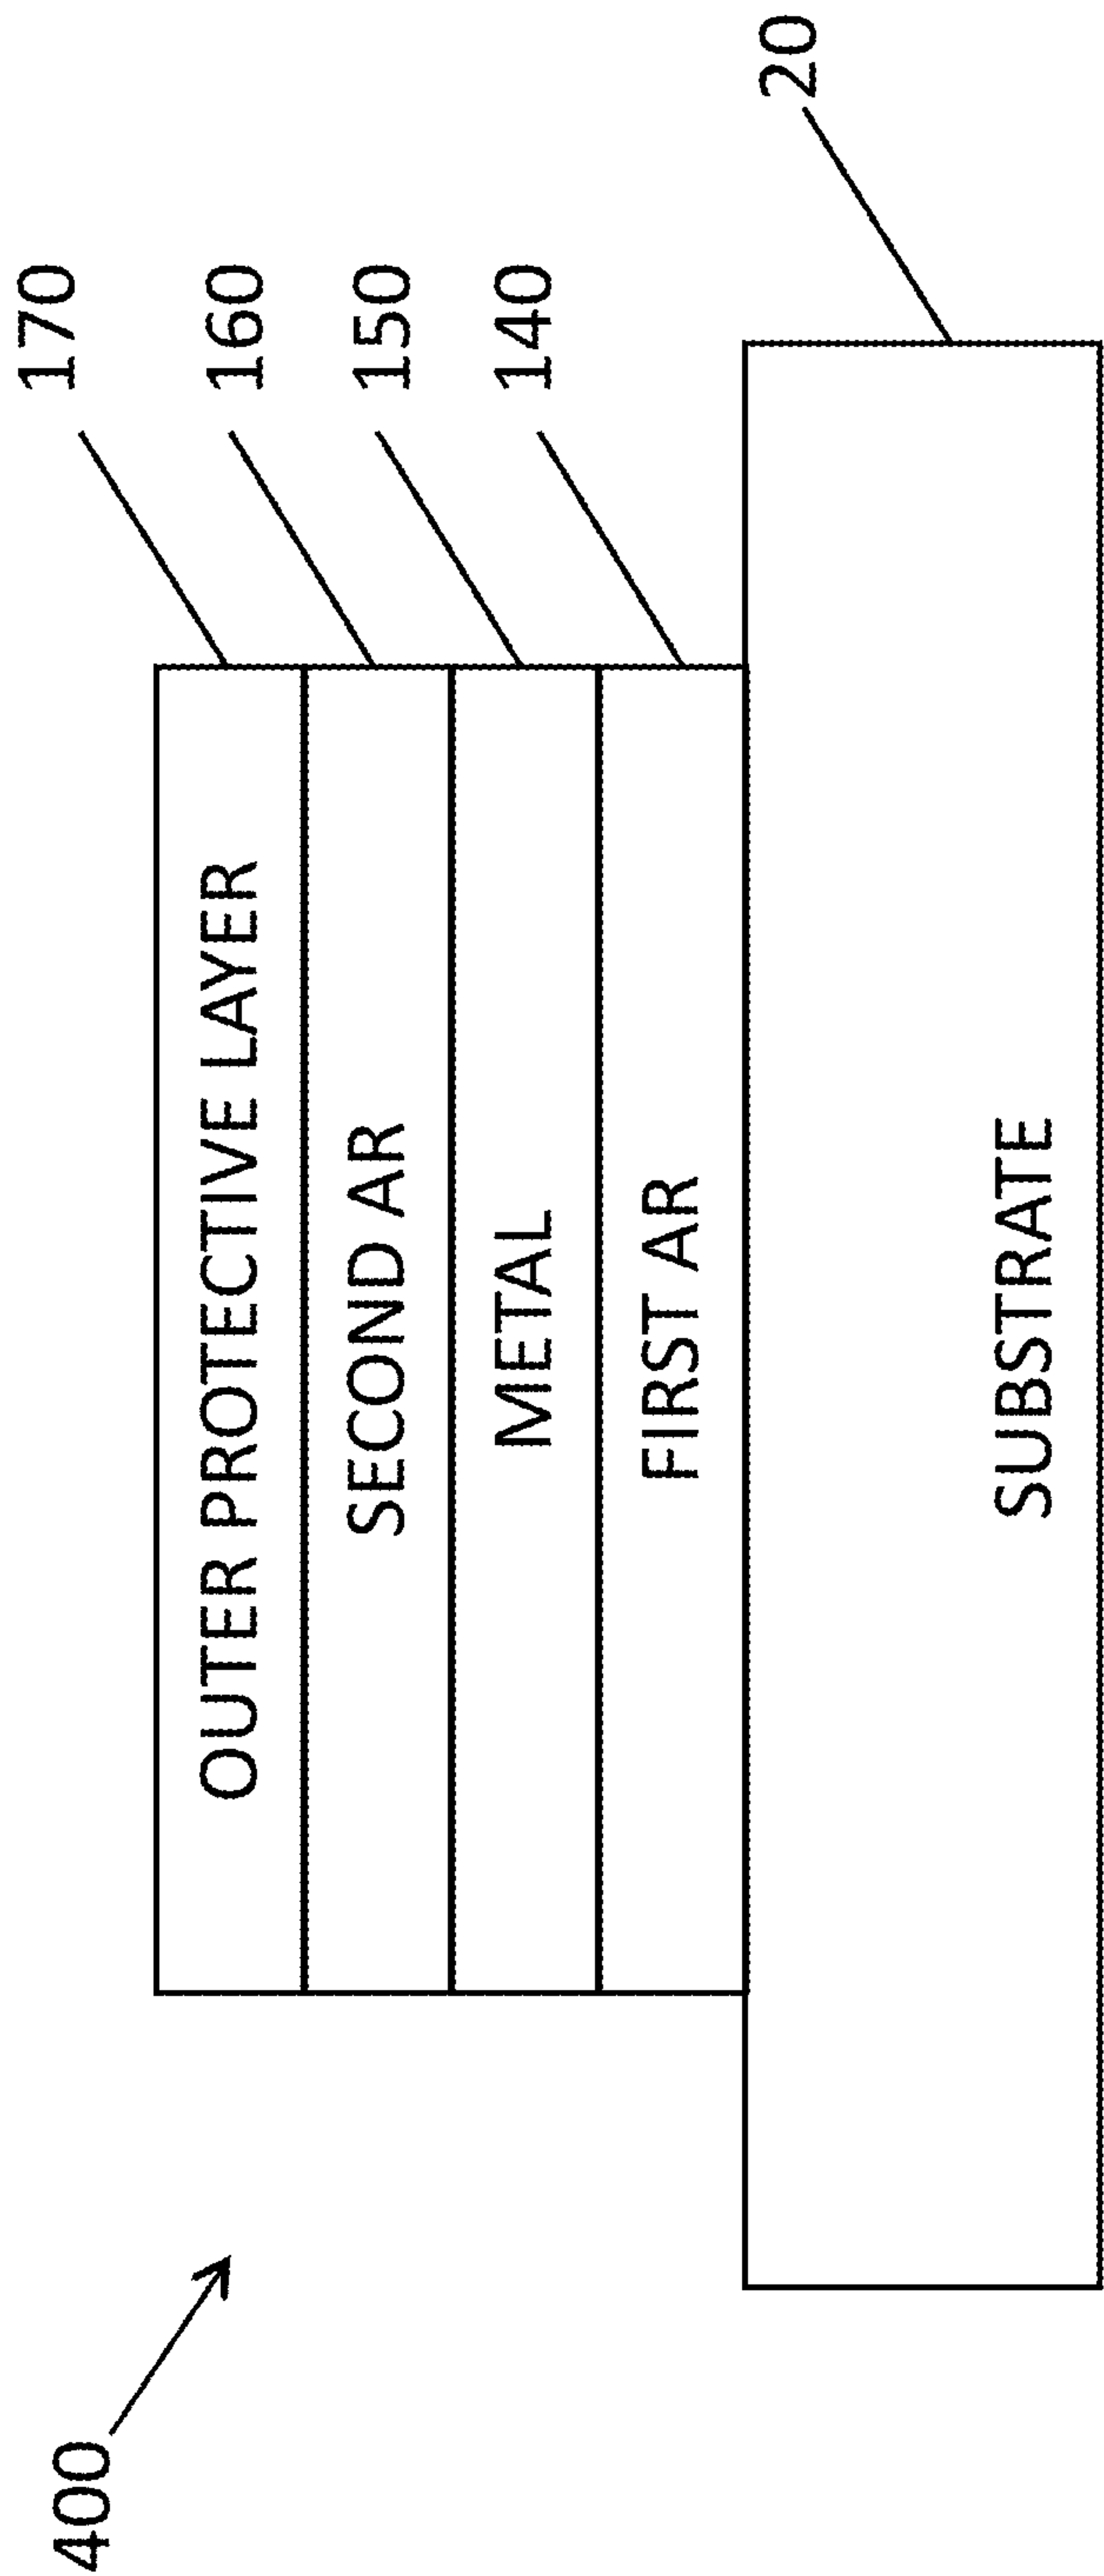 400
170
160
150
140
20
OUTER PROTECTIVE LAYER
SECOND AR
METAL
FIRST AR
SUBSTRATE